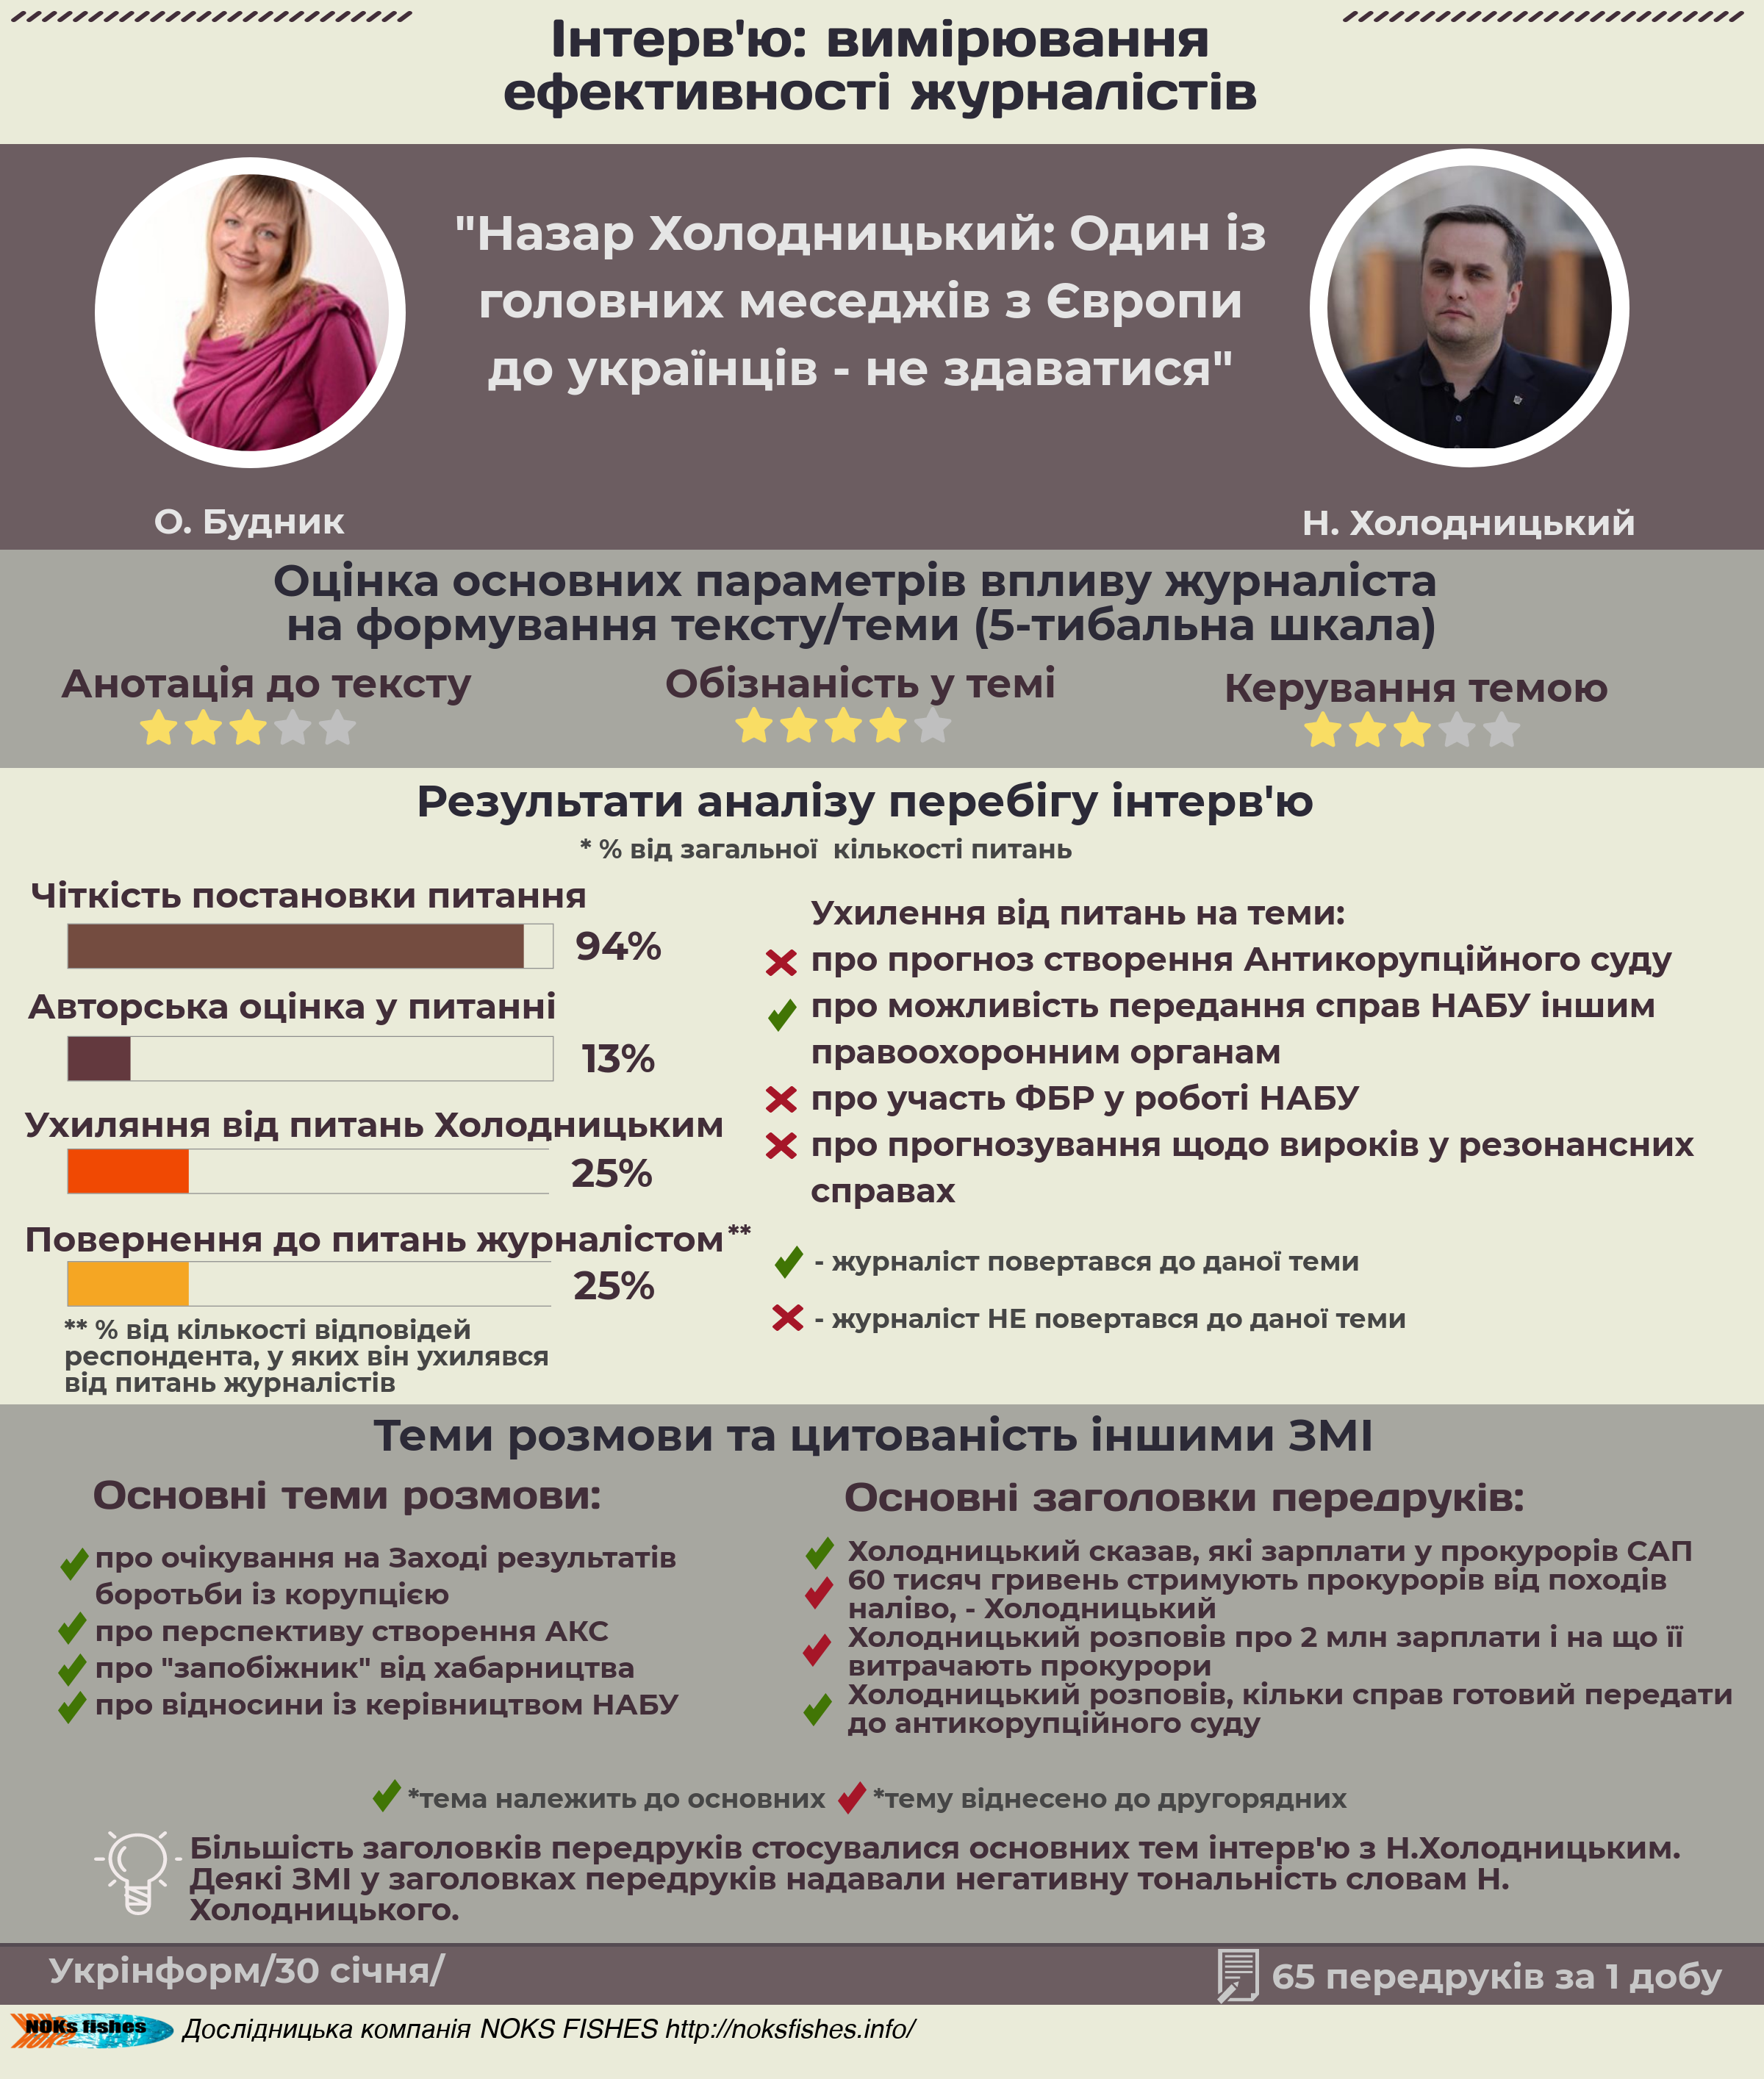 Інтерв'ю: вимірювання
ефективності журналістів
"Назар Холодницький: Один із
головних меседжів з Європи
до українців - не здаватися"
О. Будник
Н. Холодницький
Оцінка основних параметрів впливу журналіста
на формування тексту/теми (5-тибальна шкала)
Анотація до тексту
Обізнаність у темі
Керування темою
Результати аналізу перебігу інтерв'ю
* % від загальної кількості питань
Чіткість постановки питання
94%
Авторська оцінка у питанні
13%
Ухиляння від питань Холодницьким
25%
Повернення до питань журналістом**
25%
** % від кількості відповідей
респондента, у яких він ухилявся
від питань журналістів
Ухилення від питань на теми:
про прогноз створення Антикорупційного суду
про можливість передання справ НАБУ іншим
правоохоронним органам
про участь ФБР у роботі НАБУ
про прогнозування щодо вироків у резонансних
справах
- журналіст повертався до даної теми
- журналіст НЕ повертався до даної теми
Теми розмови та цитованість іншими ЗМІ
Основні теми розмови:
про очікування на Заході результатів
боротьби із корупцією
про перспективу створення АКС
про "запобіжник" від хабарництва
про відносини із керівництвом НАБУ
Основні заголовки передруків:
Холодницький сказав, які зарплати у прокурорів САП
60 тисяч гривень стримують прокурорів від походів
наліво, - Холодницький
Холодницький розповів про 2 млн зарплати і на що її
витрачають прокурори
Холодницький розповів, кільки справ готовий передати
до антикорупційного суду
*тема належить до основних
*тему віднесено до другорядних
Більшість заголовків передруків стосувалися основних тем інтерв'ю з Н.Холодницьким.
Деякі ЗМІ у заголовках передруків надавали негативну тональність словам Н.
Холодницького.
Укрінформ/30 січня/
65 передруків за 1 добу
NOKs fishes
Дослідницька компанія NOKS FISHES http://noksfishes.info/